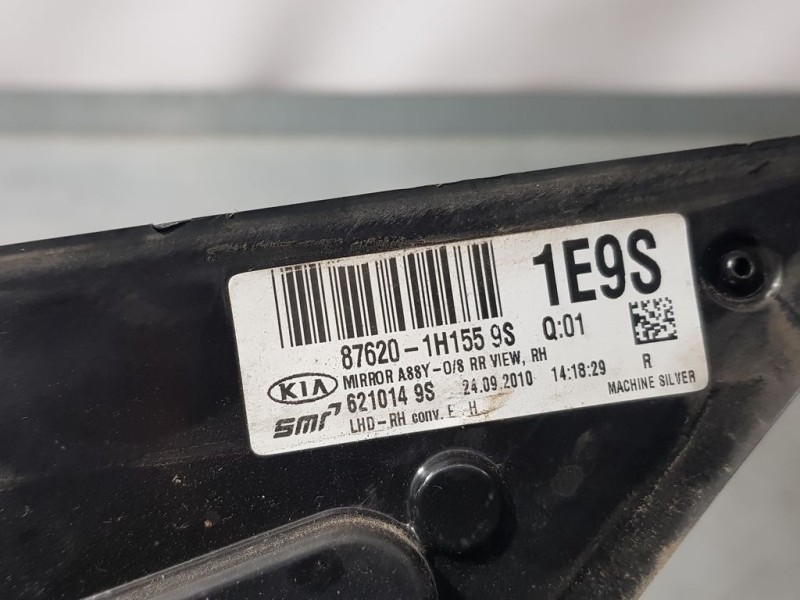 1E9S
87620-1H155 9S Q:01
KIA MIRROR ASSY-O/S RR VIEW, RH
smr 621014 9S 24.09.2010 14:18:29 R
LHD-RH conv. E H
MACHINE SILVER